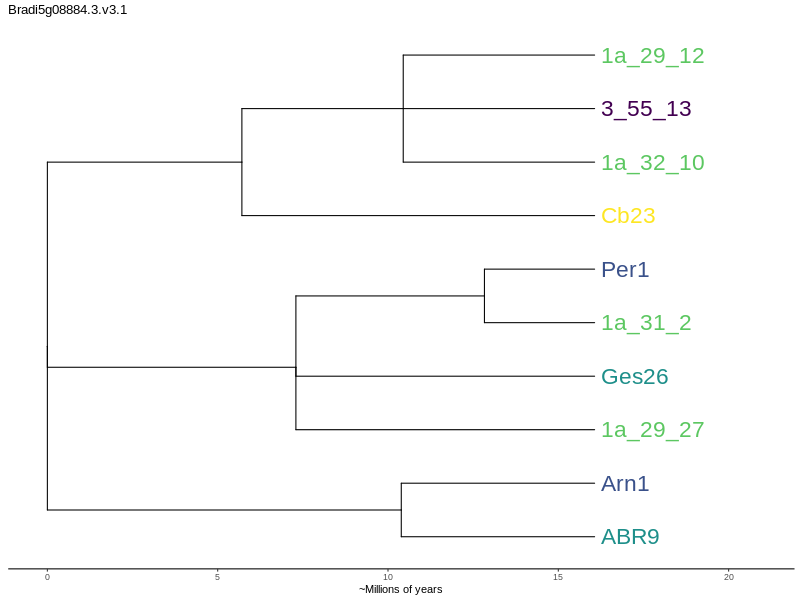 Bradi5g08884.3.v3.1
1a_29_12
3_55_13
1a_32_10
Cb23
Per1
1a_31_2
Ges26
1a_29_27
Arn1
ABR9
0 5 10 15 20
~Millions of years